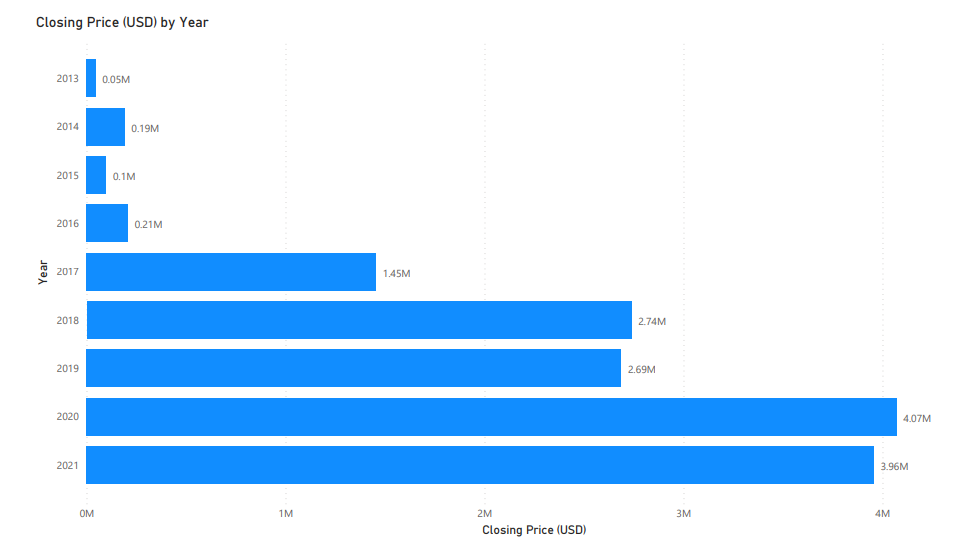 Closing Price (USD) by Year
Year
2013 0.05M
2014 0.19M
2015 0.1M
2016 0.21M
2017 1.45M
2018 2.74M
2019 2.69M
2020 4.07M
2021 3.96M
0M 1M 2M 3M 4M
Closing Price (USD)